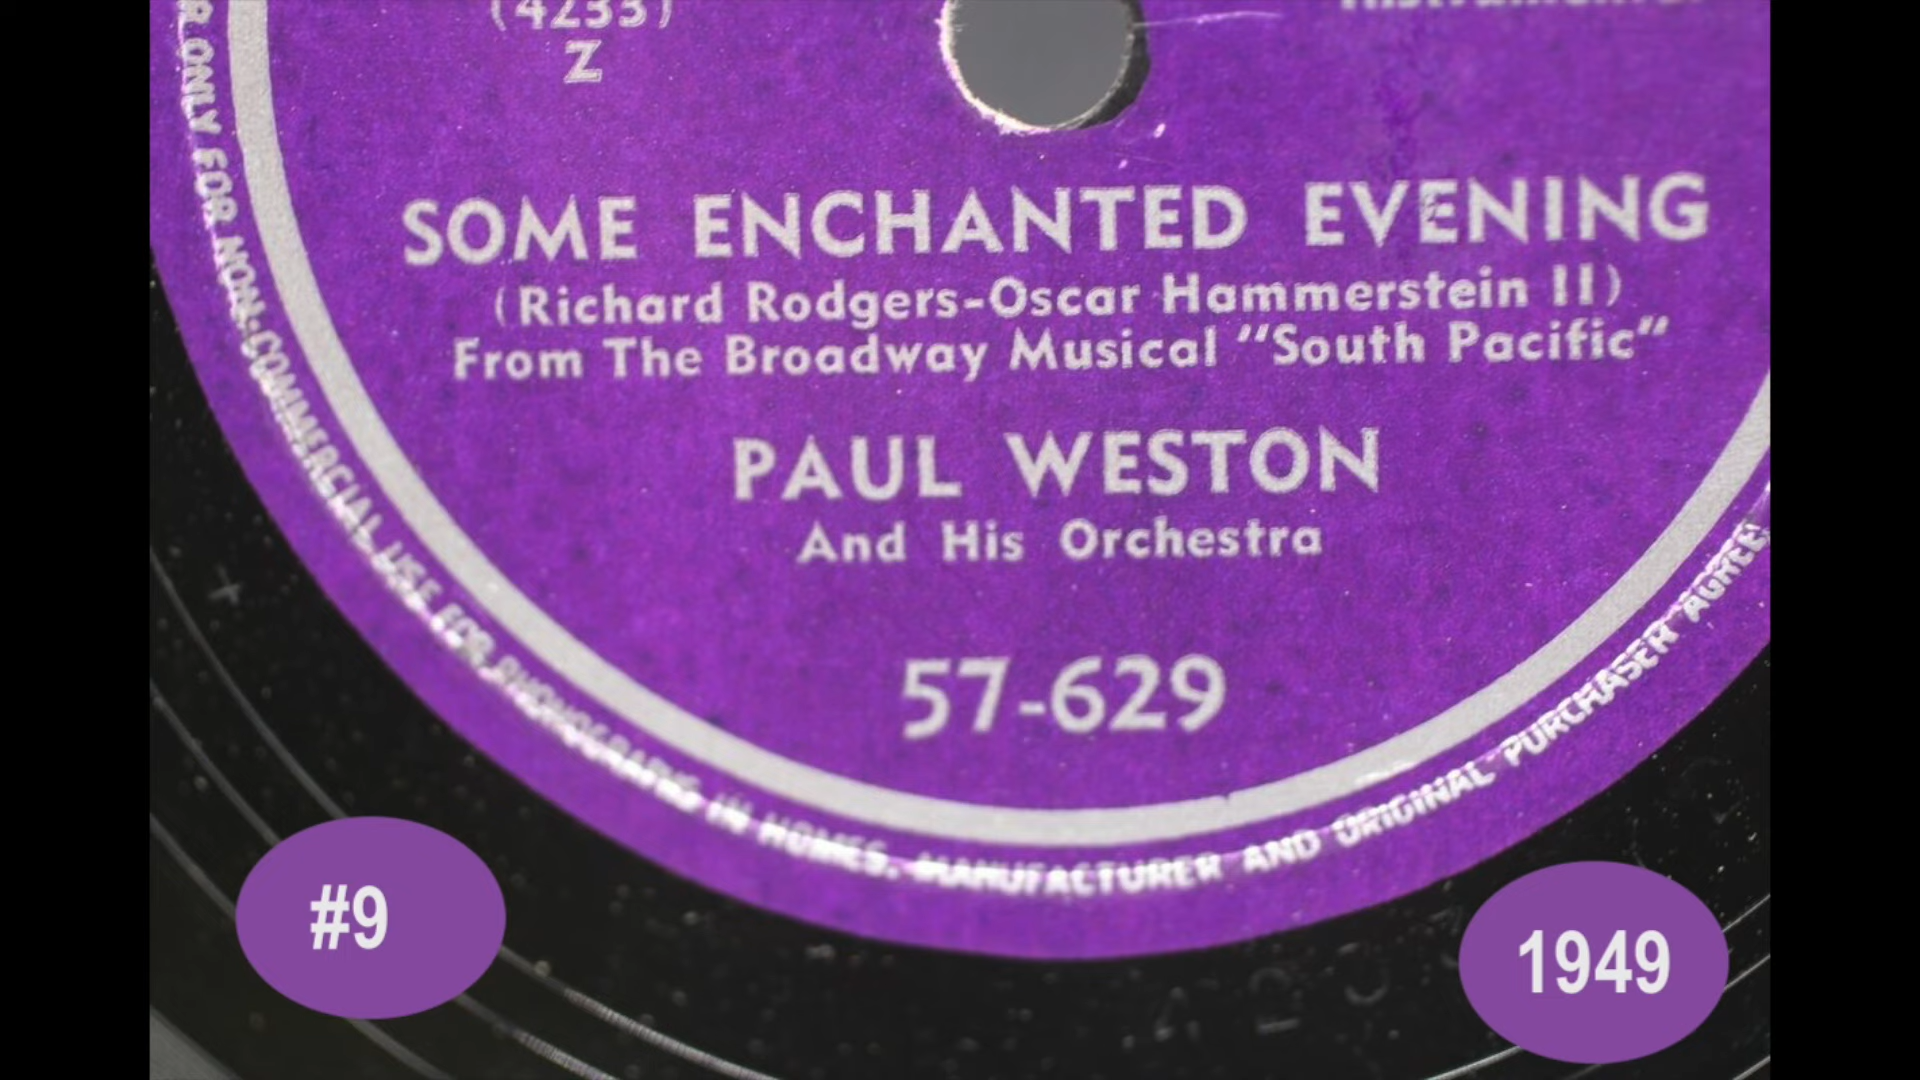 (4233)
Z
SOME ENCHANTED EVENING
(Richard Rodgers-Oscar Hammerstein II)
From The Broadway Musical "South Pacific"
PAUL WESTON
And His Orchestra
57-629
ONLY FOR NON-COMMERCIAL USE FOR PHONOGRAPHS IN HOMES. MANUFACTURER AND ORIGINAL PURCHASER AGREE
#9
1949